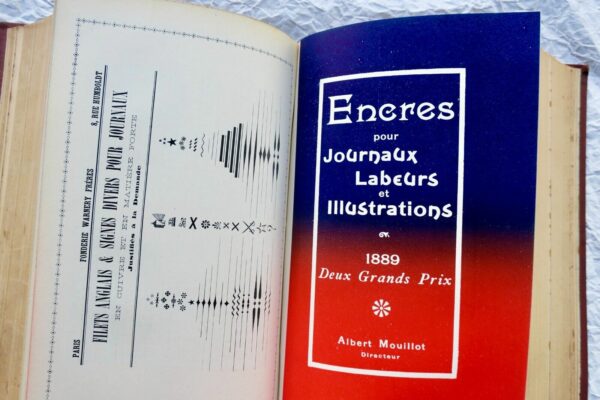 PARIS
FONDERIE WARNERY FRÈRES
8, RUE HUMBOLDT
FILETS ANGLAIS & SIGNES DIVERS POUR JOURNAUX
EN CUIVRE ET EN MATIÈRE FORTE
Justifiés à la Demande
Encres
pour
Journaux
Labeurs
et
Illustrations
1889
Deux Grands Prix
Albert Mouillot
Directeur